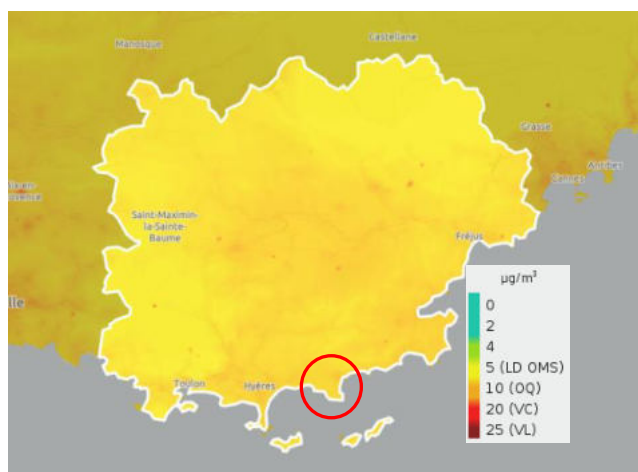 Manosque
Castellane
Grasse
Antibes
Cannes
Saint-Maximin-
la-Sainte-
Baume
Fréjus
lle
Toulon
Hyères
µg/m³
0
2
4
5 (LD OMS)
10 (OQ)
20 (VC)
25 (VL)